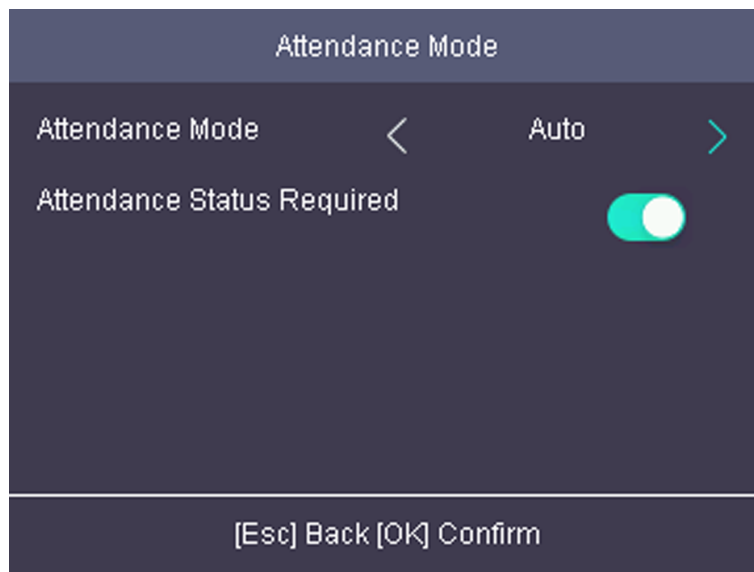 Attendance Mode
Attendance Mode < Auto >
Attendance Status Required
[Esc] Back [OK] Confirm